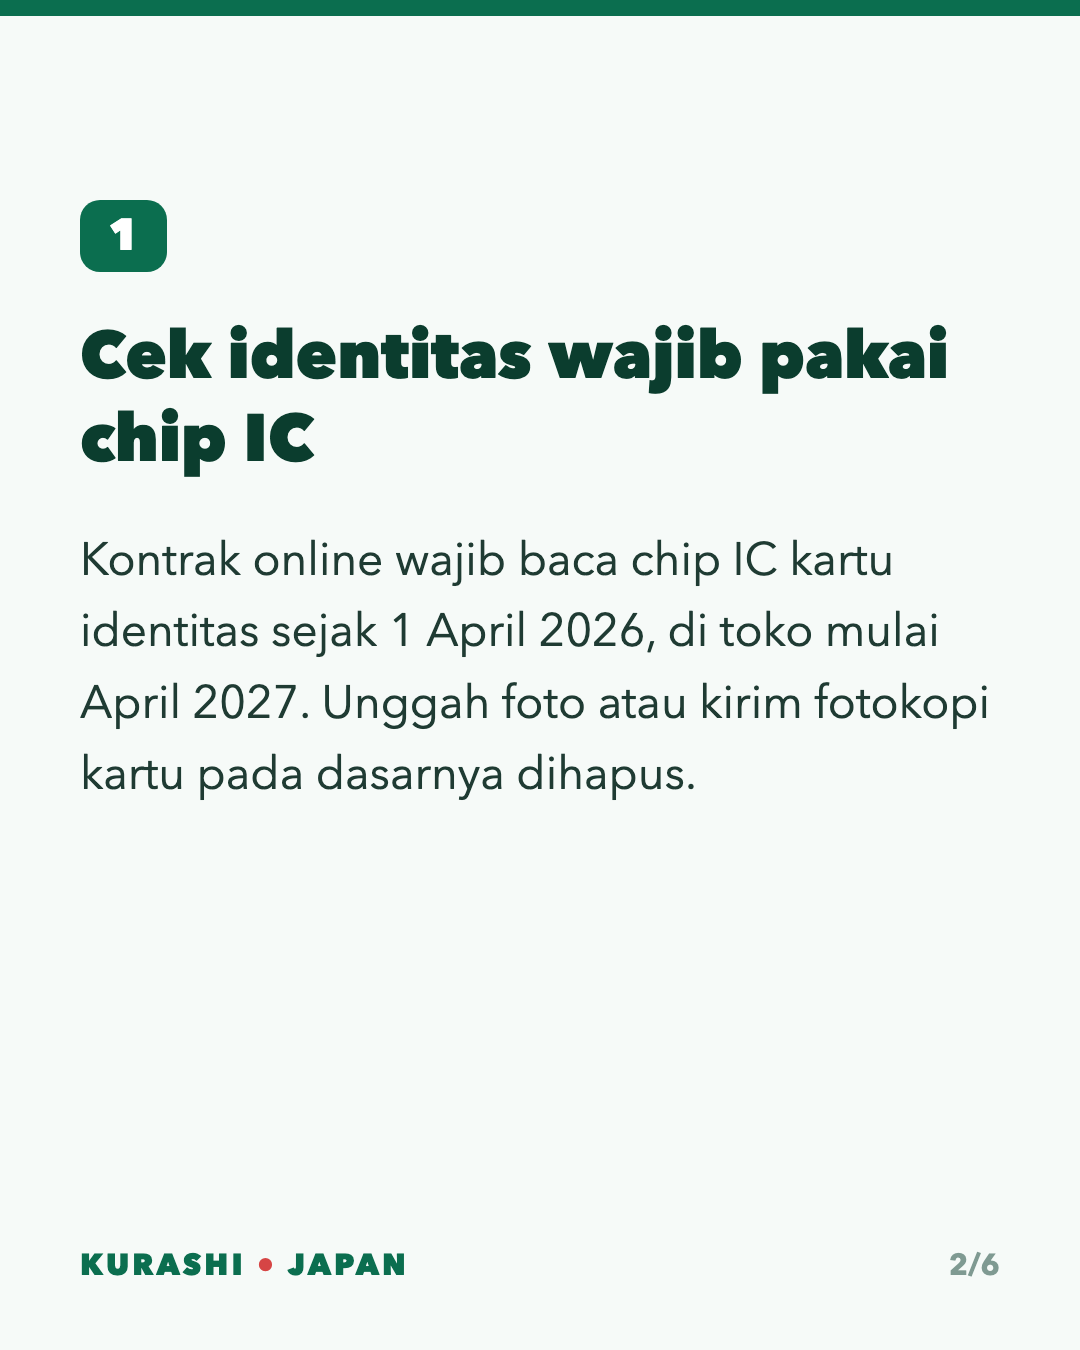 1
Cek identitas wajib pakai
chip IC
Kontrak online wajib baca chip IC kartu
identitas sejak 1 April 2026, di toko mulai
April 2027. Unggah foto atau kirim fotokopi
kartu pada dasarnya dihapus.
KURASHI • JAPAN
2/6